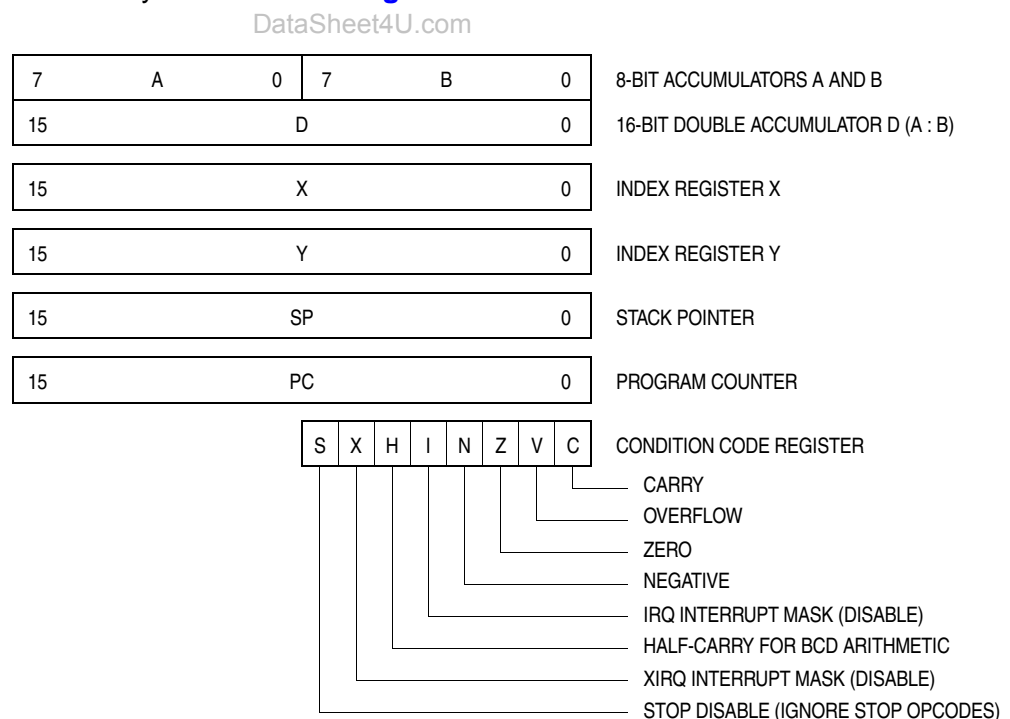 DataSheet4U.com
7 A 0 7 B 0 8-BIT ACCUMULATORS A AND B
15 D 0 16-BIT DOUBLE ACCUMULATOR D (A : B)
15 X 0 INDEX REGISTER X
15 Y 0 INDEX REGISTER Y
15 SP 0 STACK POINTER
15 PC 0 PROGRAM COUNTER
S X H I N Z V C CONDITION CODE REGISTER
CARRY
OVERFLOW
ZERO
NEGATIVE
IRQ INTERRUPT MASK (DISABLE)
HALF-CARRY FOR BCD ARITHMETIC
XIRQ INTERRUPT MASK (DISABLE)
STOP DISABLE (IGNORE STOP OPCODES)